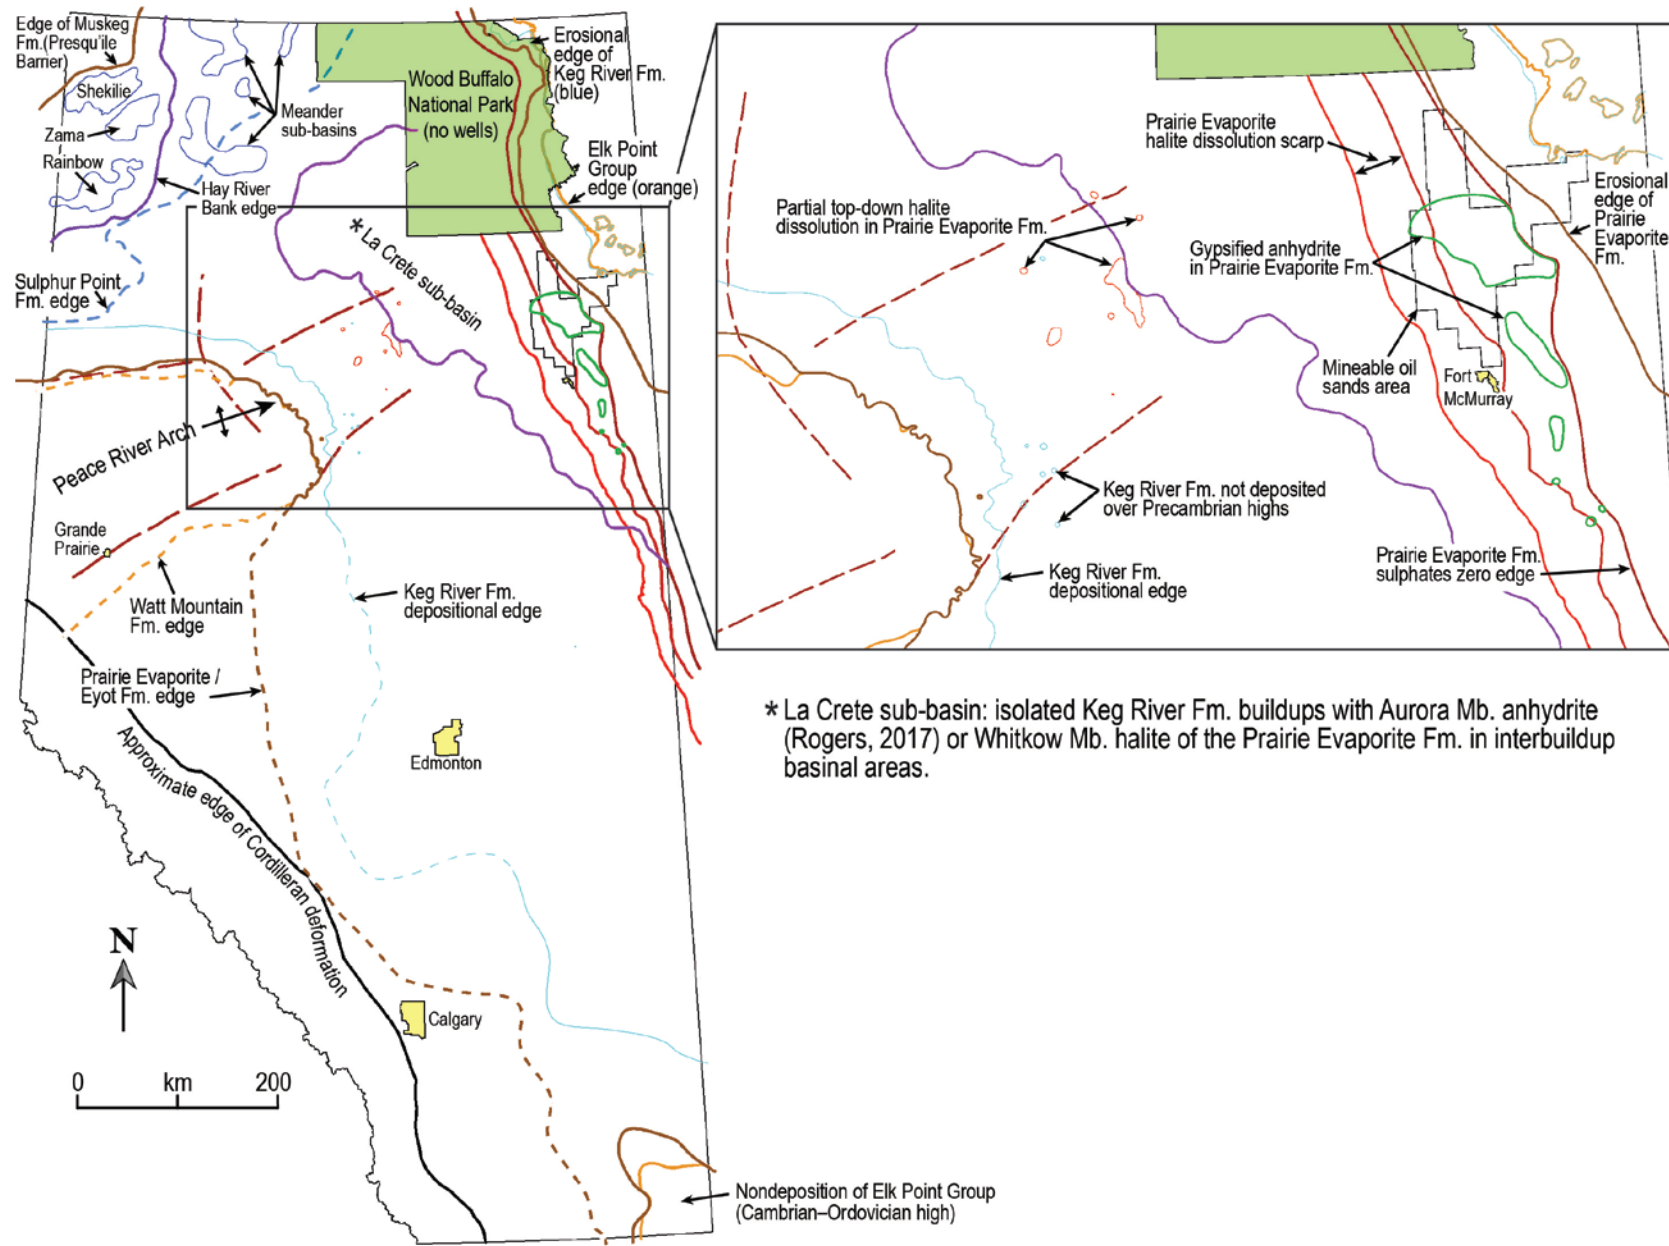 Edge of Muskeg
Fm.(Presqu'ile
Barrier)
Shekilie
Zama
Rainbow
Meander
sub-basins
Hay River
Bank edge
Sulphur Point
Fm. edge
Wood Buffalo
National Park
(no wells)
Erosional
edge of
Keg River Fm.
(blue)
Elk Point
Group
edge (orange)
* La Crete sub-basin
Peace River Arch
Grande
Prairie
Watt Mountain
Fm. edge
Keg River Fm.
depositional edge
Prairie Evaporite /
Eyot Fm. edge
Approximate edge of Cordilleran deformation
Edmonton
Calgary
N
0 km 200
Nondeposition of Elk Point Group
(Cambrian–Ordovician high)
Prairie Evaporite
halite dissolution scarp
Partial top-down halite
dissolution in Prairie Evaporite Fm.
Gypsified anhydrite
in Prairie Evaporite Fm.
Erosional
edge of
Prairie
Evaporite
Fm.
Mineable oil
sands area
Fort
McMurray
Keg River Fm. not deposited
over Precambrian highs
Keg River Fm.
depositional edge
Prairie Evaporite Fm.
sulphates zero edge
* La Crete sub-basin: isolated Keg River Fm. buildups with Aurora Mb. anhydrite
(Rogers, 2017) or Whitkow Mb. halite of the Prairie Evaporite Fm. in interbuildup
basinal areas.